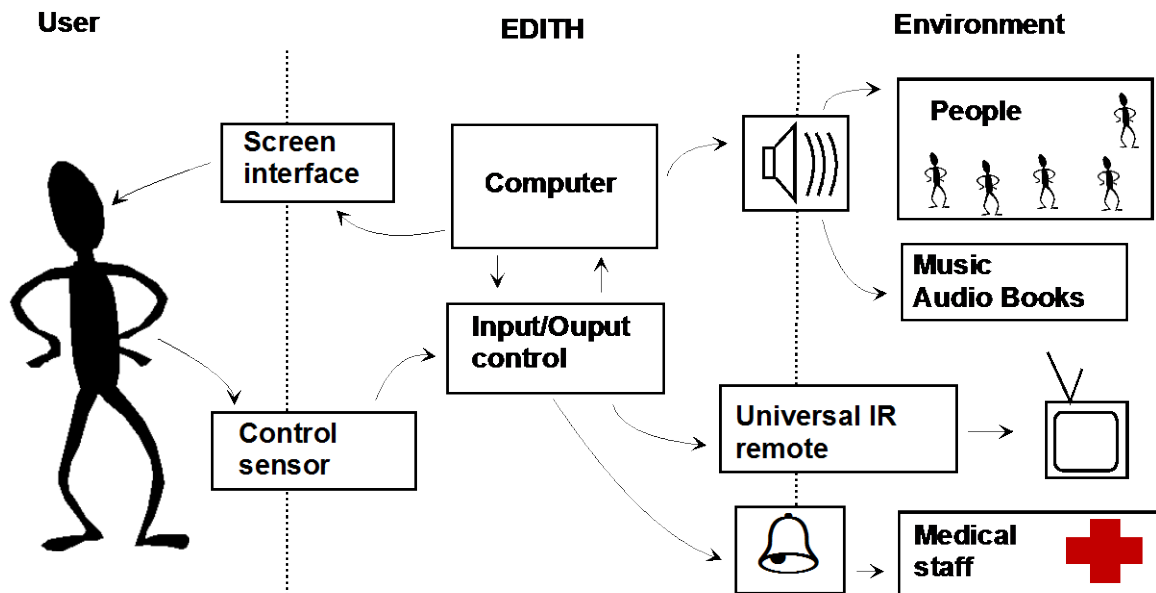 User
EDITH
Environment
Screen
interface
Computer
People
Music
Audio Books
Input/Ouput
control
Control
sensor
Universal IR
remote
Medical
staff